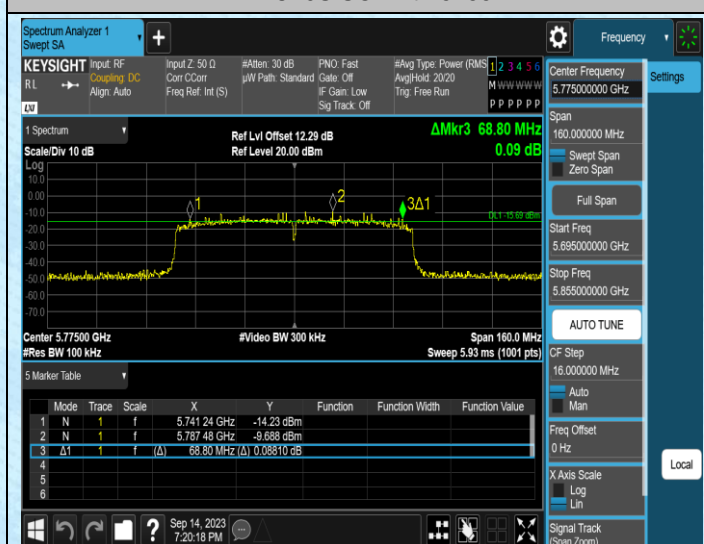 Spectrum Analyzer 1
Swept SA
Frequency
KEYSIGHT
RL
LXI
Input: RF
Coupling: DC
Align: Auto
Input Z: 50 Ω
Corr CCorr
Freq Ref: Int (S)
#Atten: 30 dB
µW Path: Standard
PNO: Fast
Gate: Off
IF Gain: Low
Sig Track: Off
#Avg Type: Power (RMS
Avg|Hold: 20/20
Trig: Free Run
1 2 3 4 5 6
M W W W W W
P P P P P P
Center Frequency
5.775000000 GHz
Settings
Span
160.000000 MHz
Swept Span
Zero Span
Full Span
Start Freq
5.695000000 GHz
Stop Freq
5.855000000 GHz
AUTO TUNE
CF Step
16.000000 MHz
Auto
Man
Freq Offset
0 Hz
X Axis Scale
Log
Lin
Local
Signal Track
(Span Zoom)
1 Spectrum
Scale/Div 10 dB
Ref Lvl Offset 12.29 dB
Ref Level 20.00 dBm
ΔMkr3 68.80 MHz
0.09 dB
Log
10.0
0.00
-10.0
-20.0
-30.0
-40.0
-50.0
-60.0
-70.0
1
2
3Δ1
DL1 -15.69 dBm
Center 5.77500 GHz
#Res BW 100 kHz
#Video BW 300 kHz
Span 160.0 MHz
Sweep 5.93 ms (1001 pts)
5 Marker Table
Mode Trace Scale X Y Function Function Width Function Value
1 N 1 f 5.741 24 GHz -14.23 dBm
2 N 1 f 5.787 48 GHz -9.688 dBm
3 Δ1 1 f (Δ) 68.80 MHz (Δ) 0.08810 dB
4
5
6
?
Sep 14, 2023
7:20:18 PM